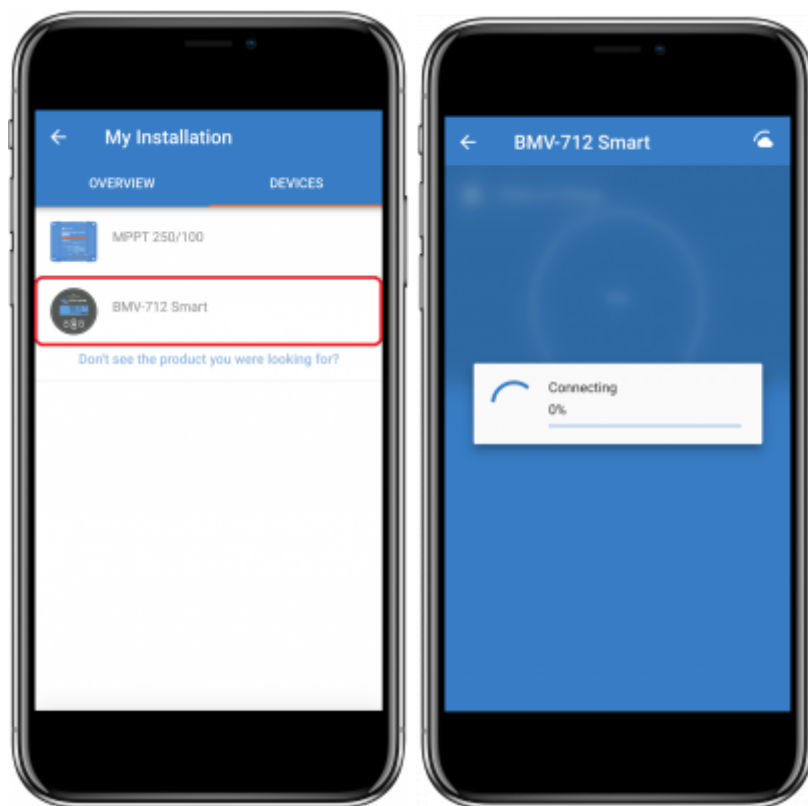 My Installation
OVERVIEW DEVICES
MPPT 250/100
BMV-712 Smart
Don't see the product you were looking for?
BMV-712 Smart
Connecting
0%